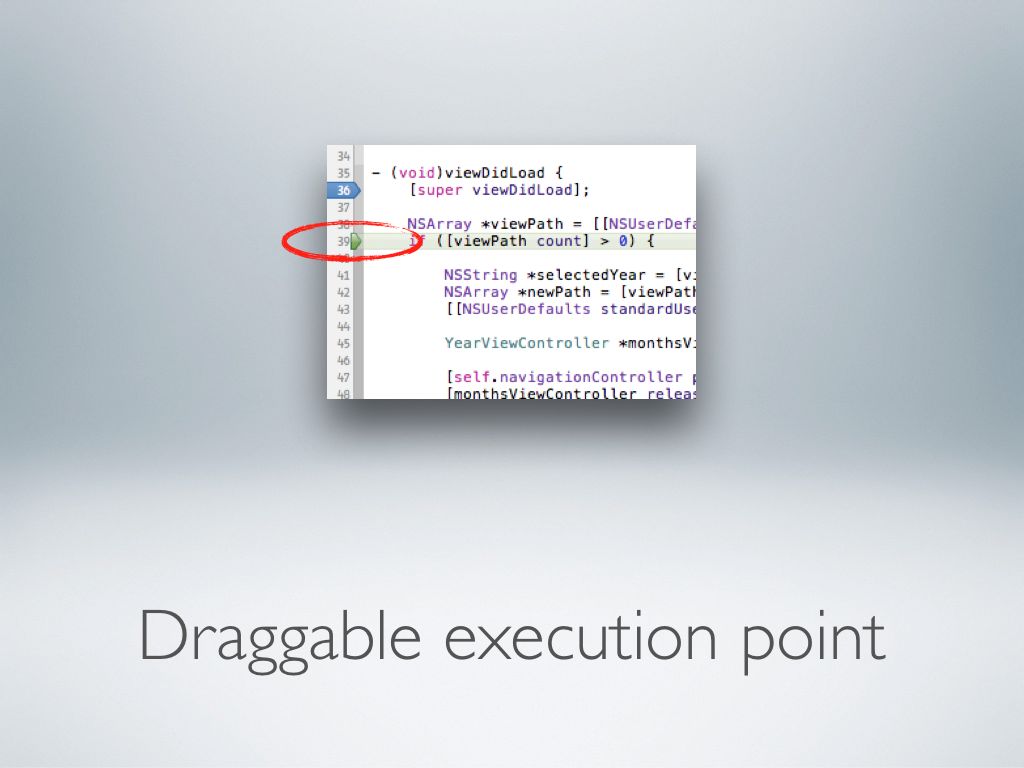 34
35 - (void)viewDidLoad {
36 [super viewDidLoad];
37
38 NSArray *viewPath = [[NSUserDefa
39 if ([viewPath count] > 0) {
40
41 NSString *selectedYear = [vi
42 NSArray *newPath = [viewPath
43 [[NSUserDefaults standardUse
44
45 YearViewController *monthsVi
46
47 [self.navigationController p
48 [monthsViewController releas
Draggable execution point